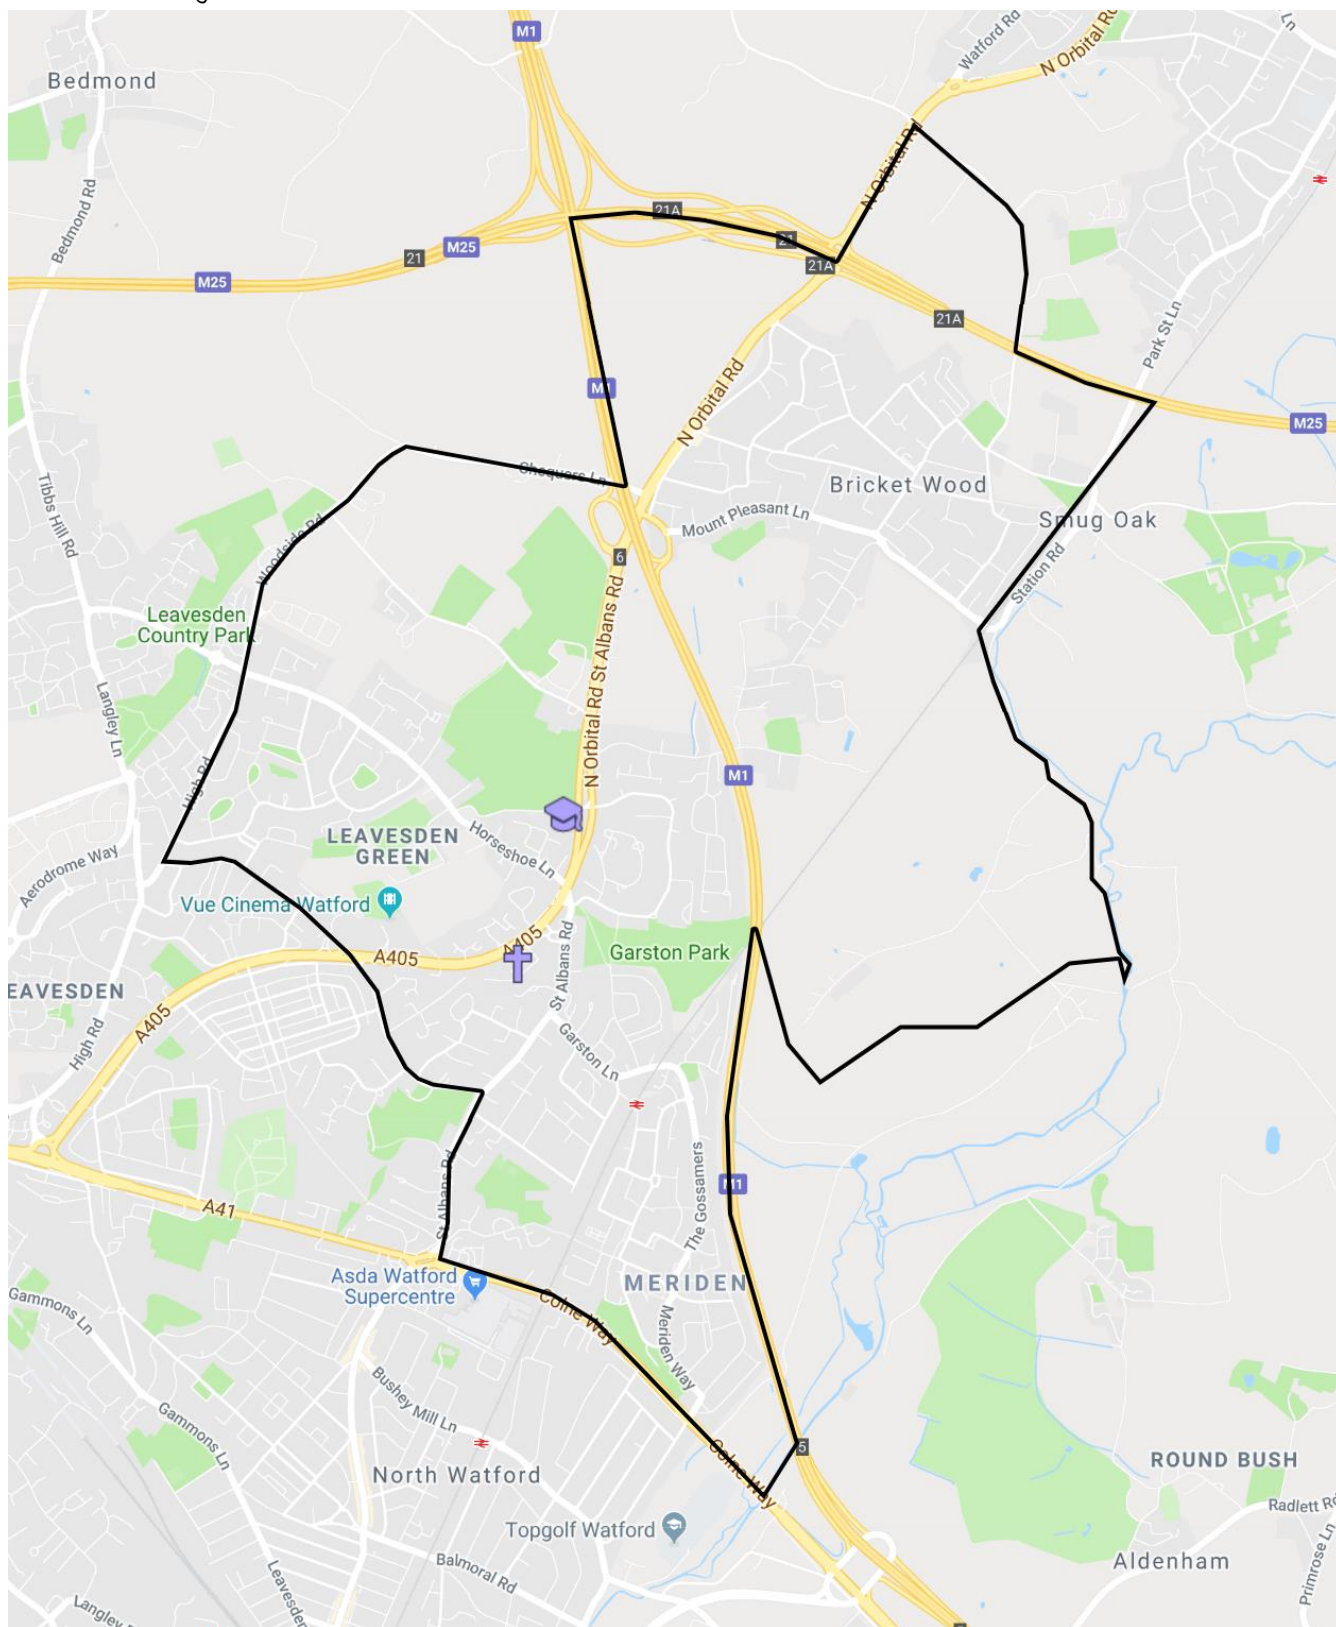 M1
Watford Rd
N Orbital Rd
Ln
Bedmond
N Orbital Rd
Bedmond Rd
21A
21
M25
21
21A
M25
21A
Park St Ln
M1
N Orbital Rd
M25
Chequers Ln
Bricket Wood
Tibbs Hill Rd
Mount Pleasant Ln
Smug Oak
Woodside Rd
6
Station Rd
Leavesden
Country Park
N Orbital Rd St Albans Rd
Langley Ln
M1
High Rd
LEAVESDEN
GREEN
Horseshoe Ln
Aerodrome Way
Vue Cinema Watford
A405
A405
St Albans Rd
Garston Park
EAVESDEN
A405
High Rd
Garston Ln
St Albans Rd
The Gossamers
M1
A41
Asda Watford
Supercentre
MERIDEN
Colne Way
Gammons Ln
Meriden Way
Bushey Mill Ln
Gammons Ln
5
Colne Way
ROUND BUSH
North Watford
Radlett Rd
Topgolf Watford
Primrose Ln
Balmoral Rd
Aldenham
Leavesden
Langley